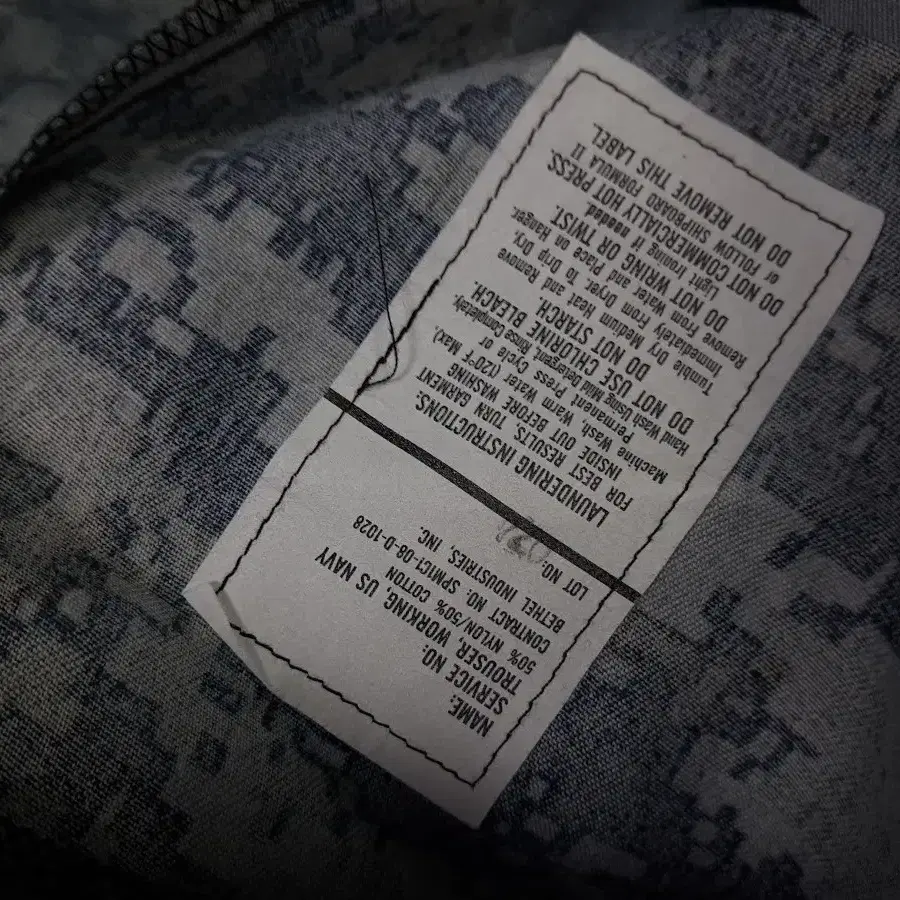 NAME:
SERVICE NO:
TROUSER, WORKING, US NAVY
50% NYLON/50% COTTON
CONTRACT NO. SPM1C1-08-D-1028
BETHEL INDUSTRIES INC.
LOT NO:
LAUNDERING INSTRUCTIONS:
FOR BEST RESULTS, TURN GARMENT
INSIDE OUT BEFORE WASHING
Machine Wash, Warm Water (120°F Max),
Permanent Press Cycle or
Hand Wash Using Mild Detergent. Rinse Completely.
DO NOT USE CHLORINE BLEACH.
DO NOT STARCH.
Tumble Dry Medium Heat and Remove
Immediately From Dryer. To Drip Dry,
Remove From Water and Place on Hanger.
DO NOT WRING OR TWIST.
Light Ironing if needed.
DO NOT COMMERCIALLY HOT PRESS
or FOLLOW SHIPBOARD FORMULA II
DO NOT REMOVE THIS LABEL.